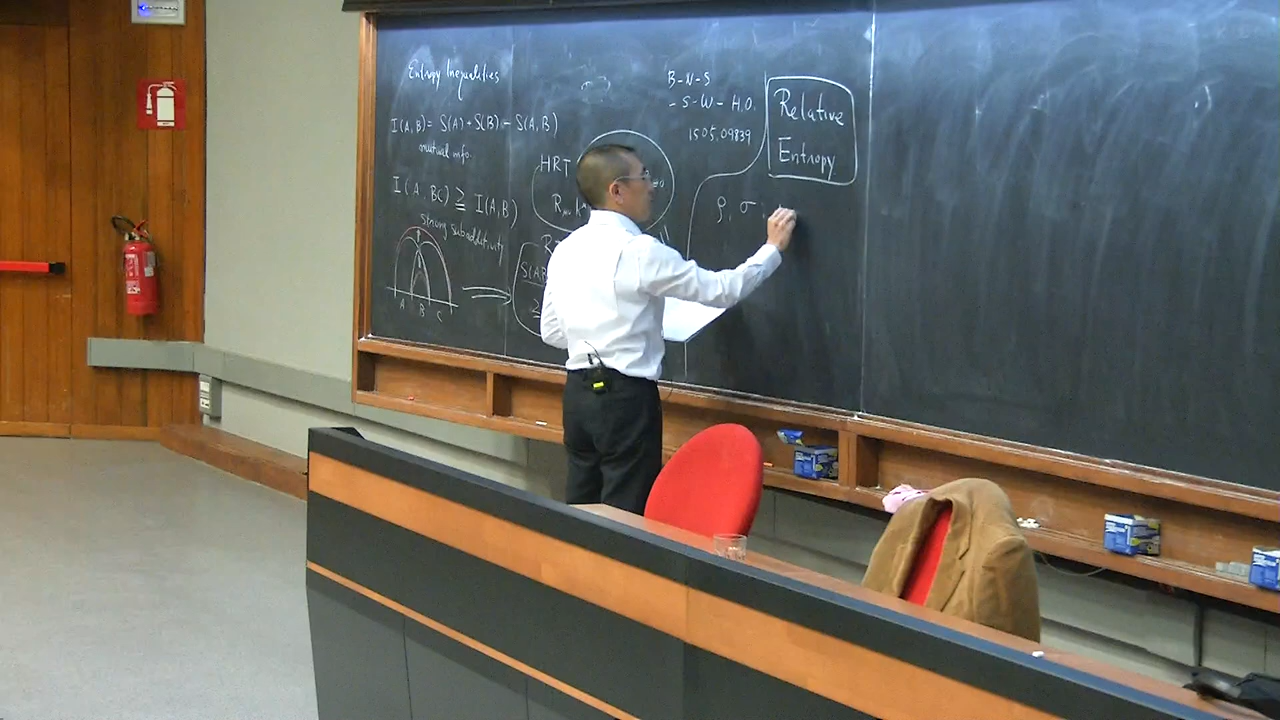 Entropy Inequalities
I(A,B) = S(A) + S(B) - S(A,B)
mutual info.
I(A, BC) ≥ I(A,B)
strong subadditivity
A B C
HRT
S(A,B)
≥
B-N-S
-S-W-H.O.
1505.09839
Relative
Entropy
ρ, σ